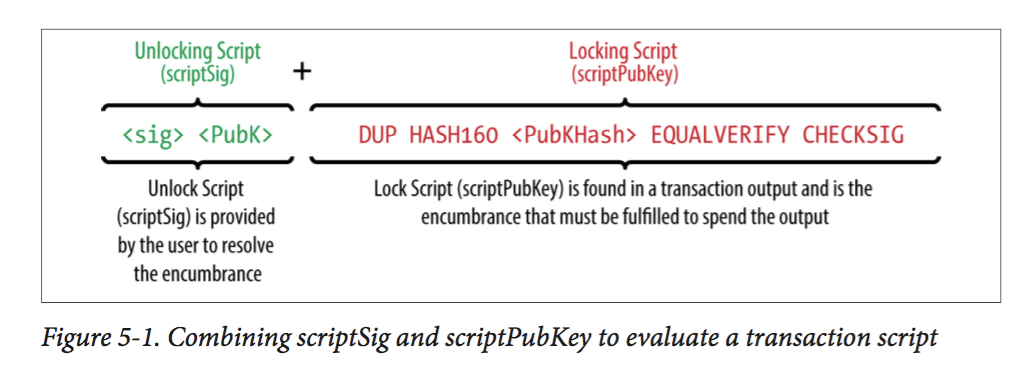 Unlocking Script
(scriptSig)
+
Locking Script
(scriptPubKey)
<sig> <PubK>
DUP HASH160 <PubKHash> EQUALVERIFY CHECKSIG
Unlock Script
(scriptSig) is provided
by the user to resolve
the encumbrance
Lock Script (scriptPubKey) is found in a transaction output and is the
encumbrance that must be fulfilled to spend the output
Figure 5-1. Combining scriptSig and scriptPubKey to evaluate a transaction script